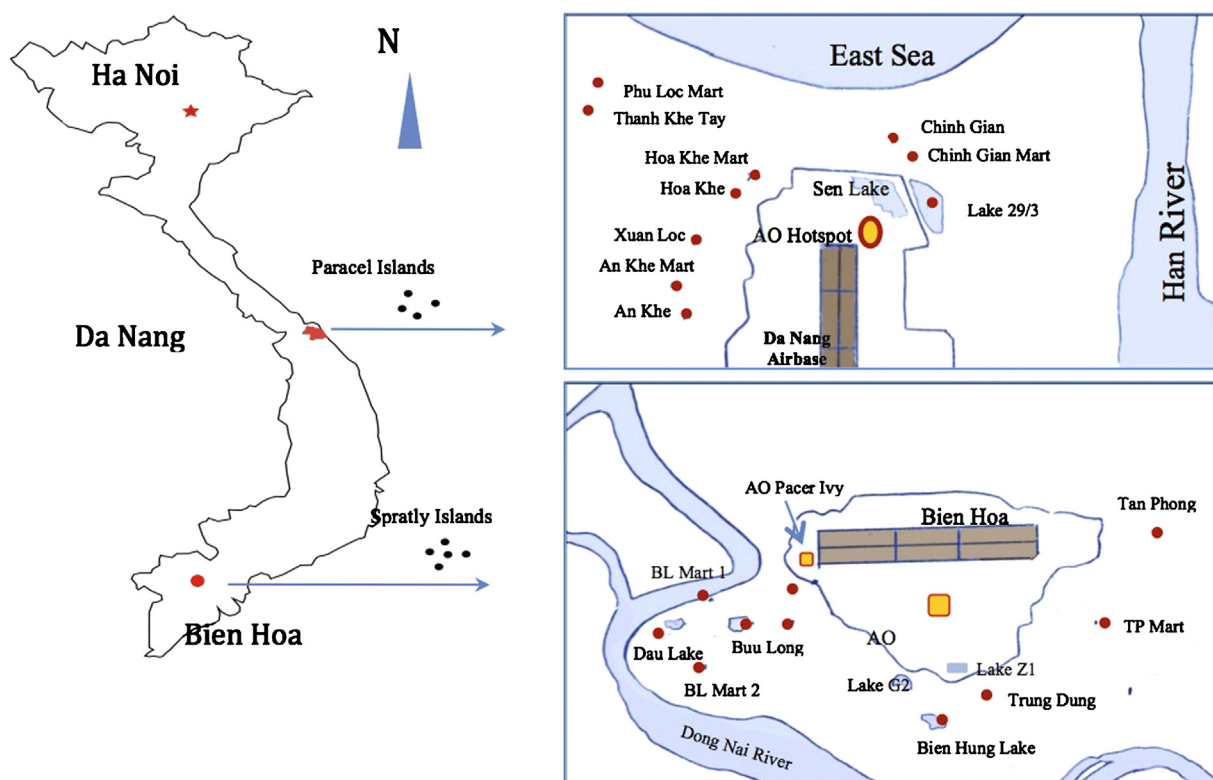 Ha Noi
N
Paracel Islands
Da Nang
Spratly Islands
Bien Hoa
East Sea
Phu Loc Mart
Thanh Khe Tay
Chinh Gian
Chinh Gian Mart
Hoa Khe Mart
Hoa Khe
Sen Lake
Lake 29/3
Xuan Loc
AO Hotspot
An Khe Mart
An Khe
Da Nang
Airbase
Han River
AO Pacer Ivy
Bien Hoa
Tan Phong
BL Mart 1
TP Mart
Dau Lake
Buu Long
AO
BL Mart 2
Lake G2
Lake Z1
Trung Dung
Bien Hung Lake
Dong Nai River